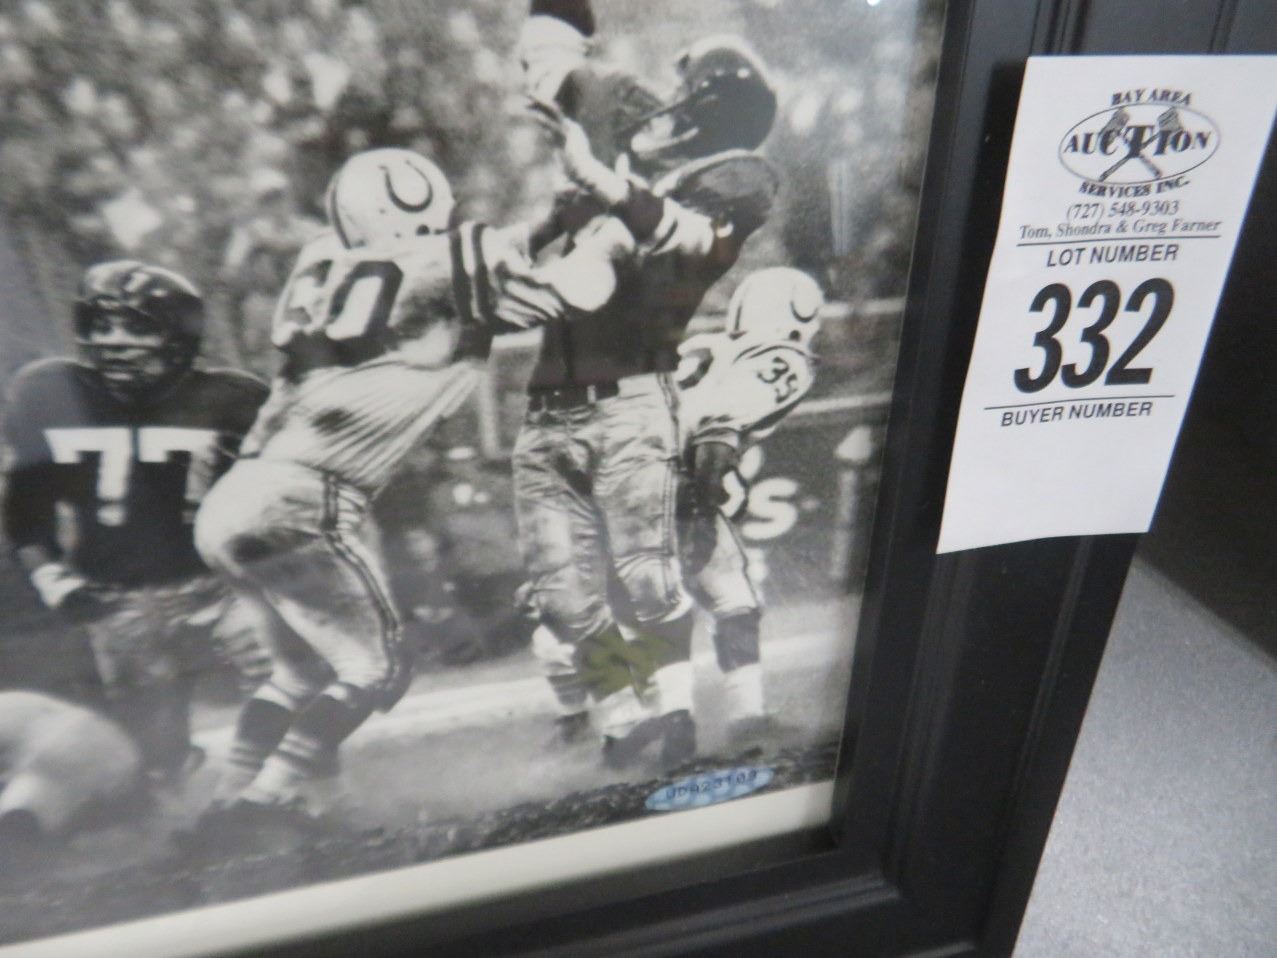 BAY AREA
AUCTION
SERVICES INC.
(727) 548-9303
Tom, Shondra & Greg Farner
LOT NUMBER
332
BUYER NUMBER
60
77
35